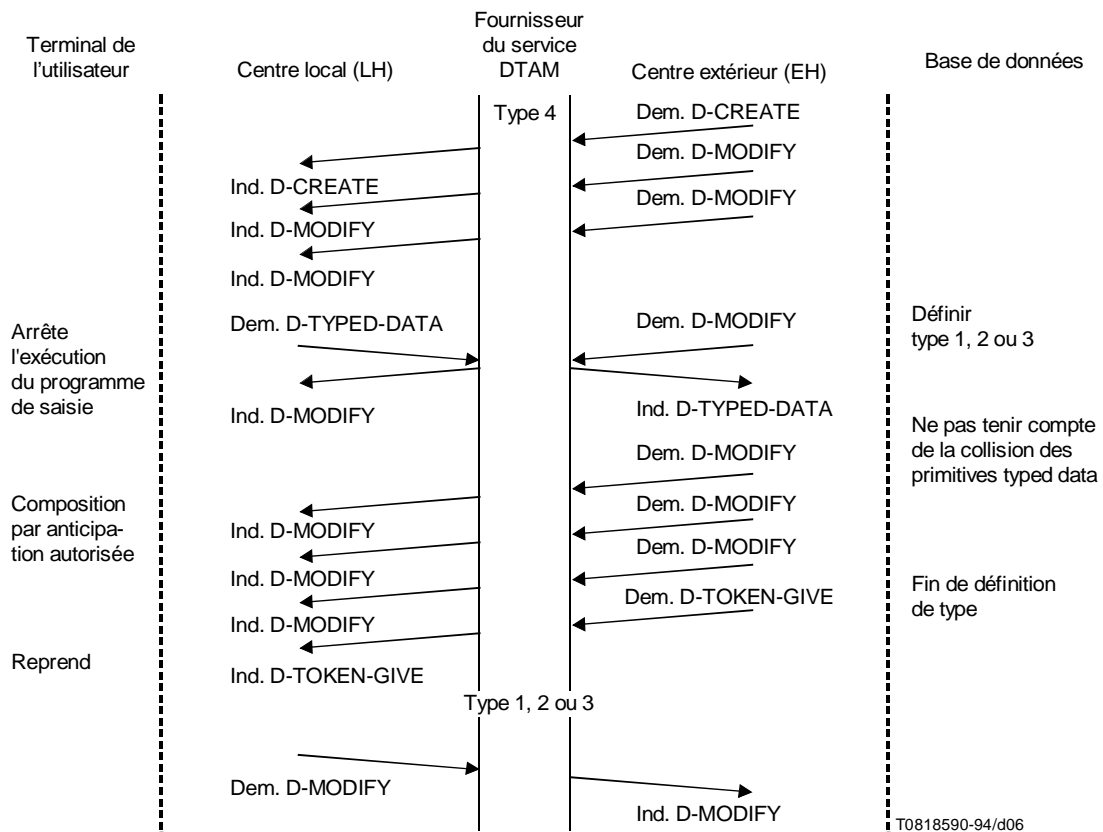 Terminal de
l'utilisateur
Centre local (LH)
Fournisseur
du service
DTAM
Centre extérieur (EH)
Base de données
Type 4
Dem. D-CREATE
Dem. D-MODIFY
Ind. D-CREATE
Dem. D-MODIFY
Ind. D-MODIFY
Ind. D-MODIFY
Arrête
l'exécution
du programme
de saisie
Dem. D-TYPED-DATA
Dem. D-MODIFY
Définir
type 1, 2 ou 3
Ind. D-MODIFY
Ind. D-TYPED-DATA
Ne pas tenir compte
de la collision des
primitives typed data
Dem. D-MODIFY
Composition
par anticipa-
tion autorisée
Dem. D-MODIFY
Ind. D-MODIFY
Dem. D-MODIFY
Ind. D-MODIFY
Dem. D-TOKEN-GIVE
Fin de définition
de type
Ind. D-MODIFY
Reprend
Ind. D-TOKEN-GIVE
Type 1, 2 ou 3
Dem. D-MODIFY
Ind. D-MODIFY
T0818590-94/d06